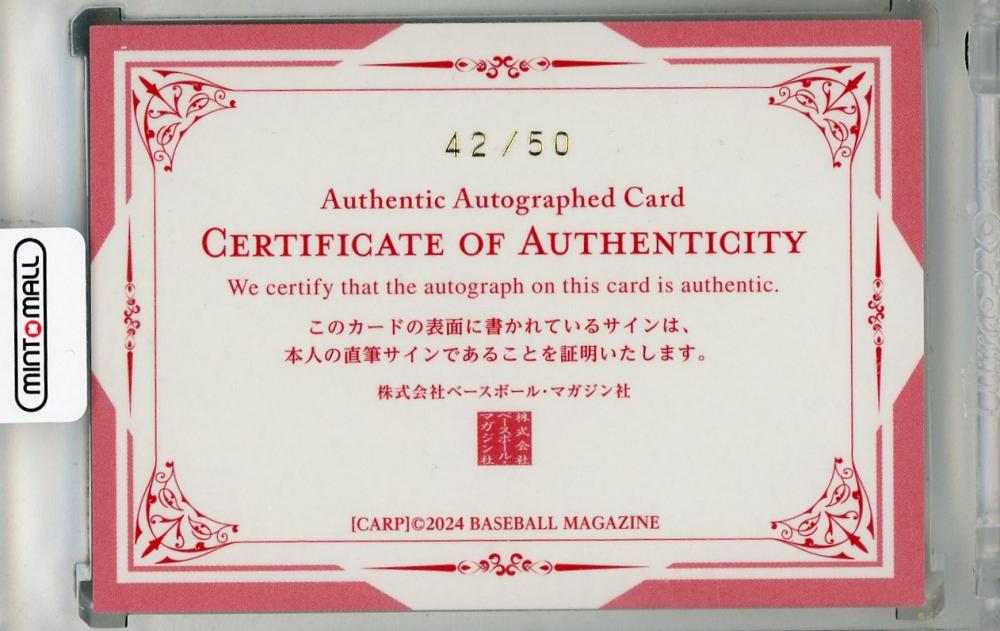 42/50
Authentic Autographed Card
CERTIFICATE OF AUTHENTICITY
We certify that the autograph on this card is authentic.
このカードの表面に書かれているサインは、
本人の直筆サインであることを証明いたします。
株式会社ベースボール・マガジン社
株式会社
ベースボール・
マガジン社
[CARP]©2024 BASEBALL MAGAZINE
MINTOMALL